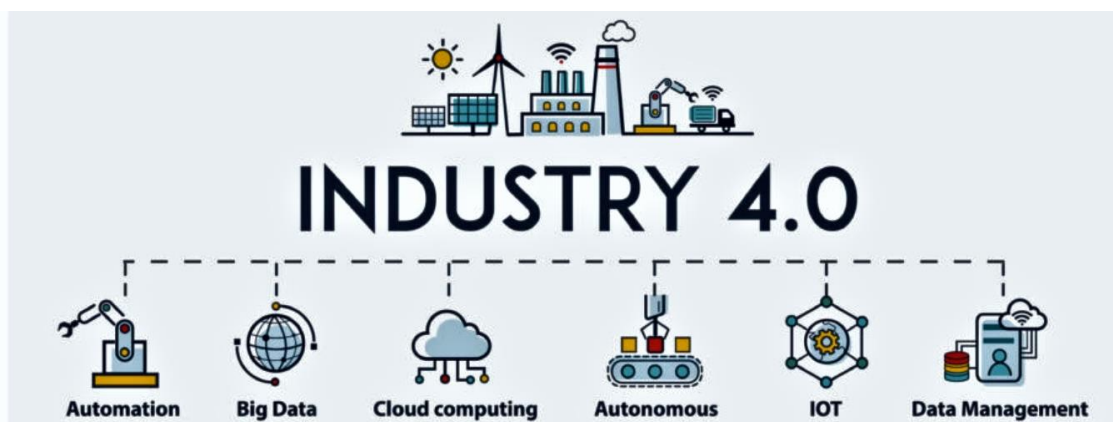 INDUSTRY 4.0
Automation
Big Data
Cloud computing
Autonomous
IOT
Data Management